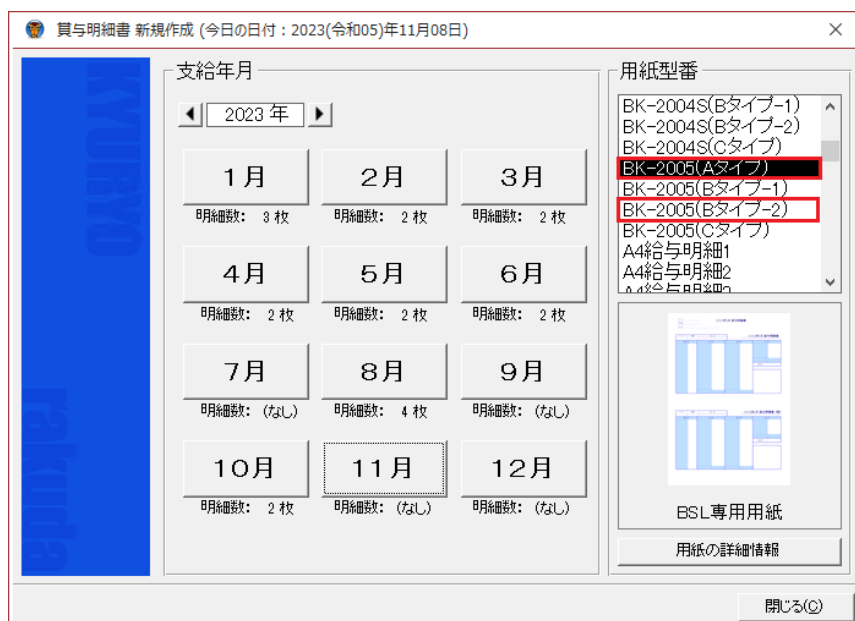 賞与明細書 新規作成 (今日の日付：2023(令和05)年11月08日)
KYURYO
rakuda
支給年月
2023 年
1月
2月
3月
明細数： 3 枚
明細数： 2 枚
明細数： 2 枚
4月
5月
6月
明細数： 2 枚
明細数： 2 枚
明細数： 2 枚
7月
8月
9月
明細数： (なし)
明細数： 4 枚
明細数： (なし)
10月
11月
12月
明細数： 2 枚
明細数： (なし)
明細数： (なし)
用紙型番
BK-2004S(Bタイプ-1)
BK-2004S(Bタイプ-2)
BK-2004S(Cタイプ)
BK-2005(Aタイプ)
BK-2005(Bタイプ-1)
BK-2005(Bタイプ-2)
BK-2005(Cタイプ)
A4給与明細1
A4給与明細2
BSL専用用紙
用紙の詳細情報
閉じる(C)